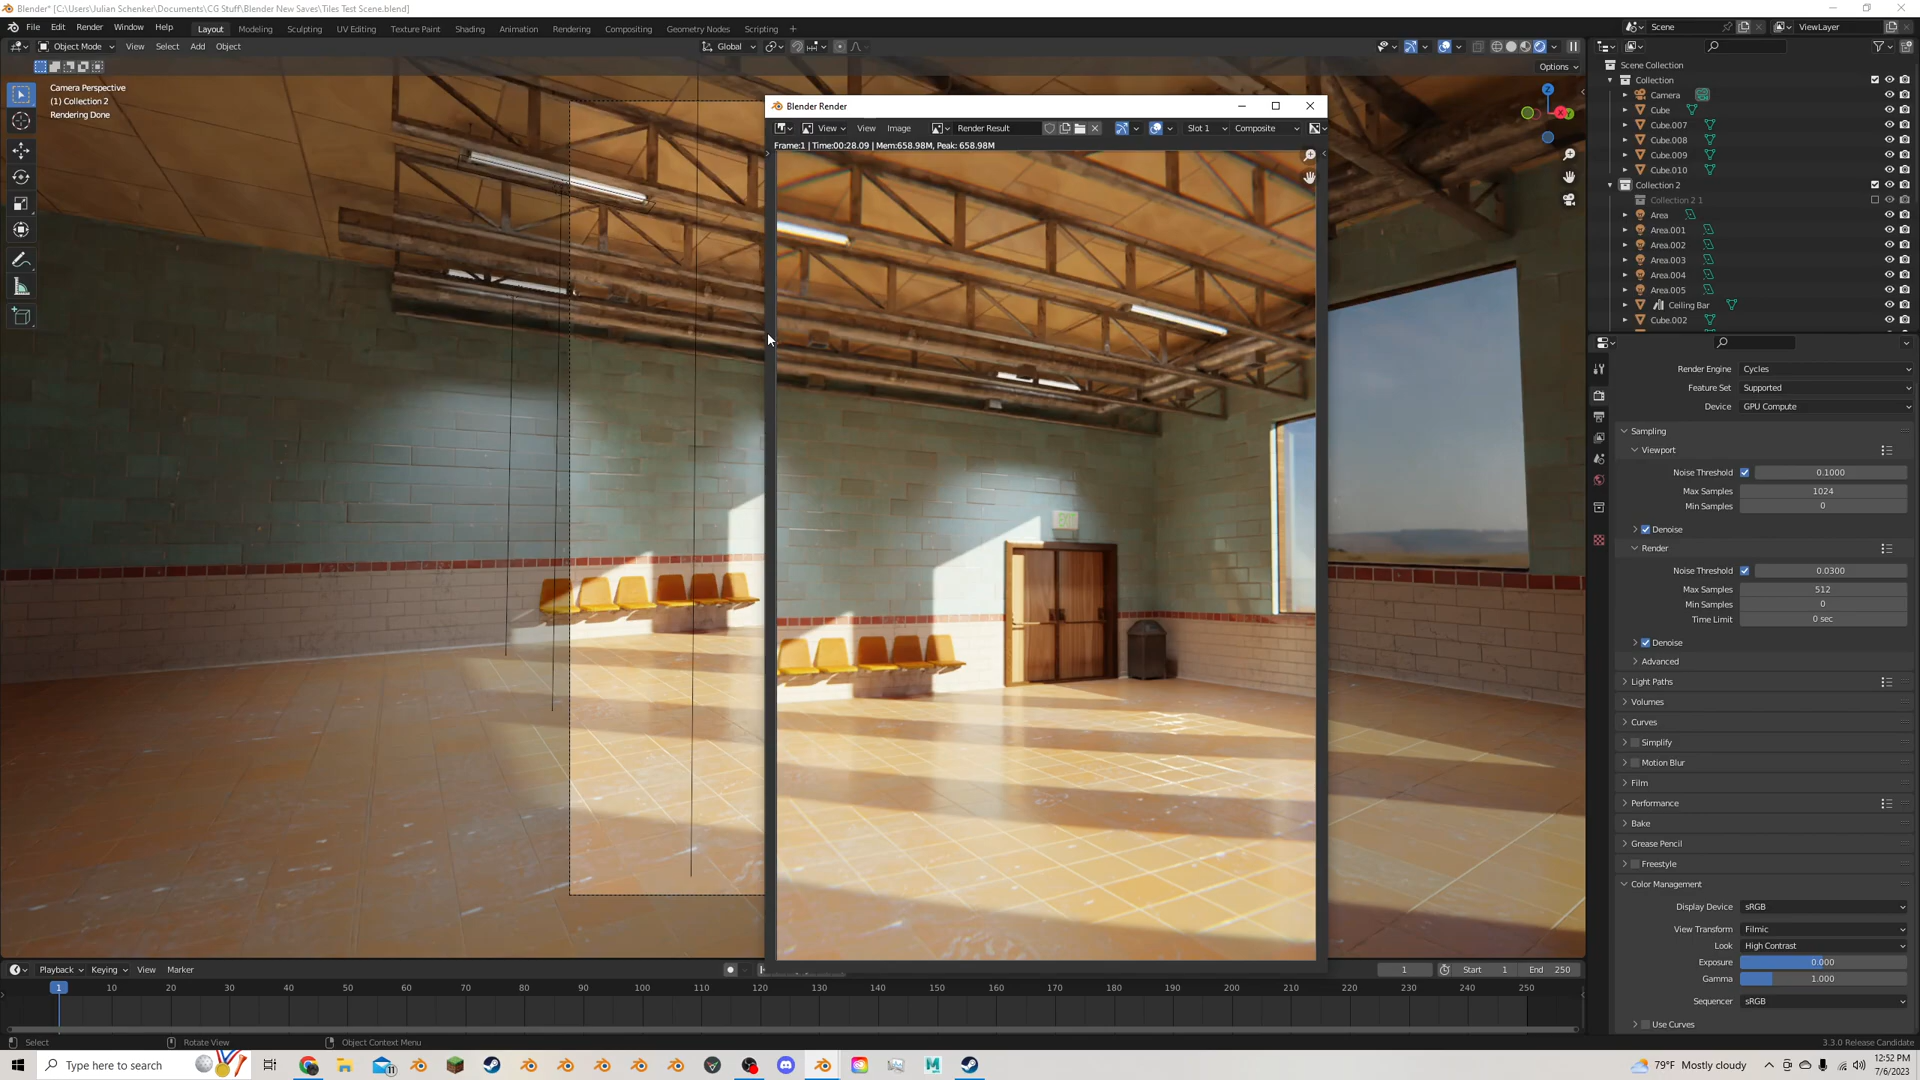 Blender* [C:\Users\Julian Schenker\Documents\CG Stuff\Blender New Saves\Tiles Test Scene.blend]
File Edit Render Window Help Layout Modeling Sculpting UV Editing Texture Paint Shading Animation Rendering Compositing Geometry Nodes Scripting + Scene ViewLayer
Object Mode View Select Add Object Global
Options
Camera Perspective
(1) Collection 2
Rendering Done
Z
X
Y
Blender Render
View View Image Render Result Slot 1 Composite
Frame:1 | Time:00:28.09 | Mem:658.98M, Peak: 658.98M
EXIT
Scene Collection
Collection
Camera
Cube
Cube.007
Cube.008
Cube.009
Cube.010
Collection 2
Collection 2 1
Area
Area.001
Area.002
Area.003
Area.004
Area.005
Ceiling Bar
Cube.002
Render Engine Cycles
Feature Set Supported
Device GPU Compute
Sampling
Viewport
Noise Threshold 0.1000
Max Samples 1024
Min Samples 0
Denoise
Render
Noise Threshold 0.0300
Max Samples 512
Min Samples 0
Time Limit 0 sec
Denoise
Advanced
Light Paths
Volumes
Curves
Simplify
Motion Blur
Film
Performance
Bake
Grease Pencil
Freestyle
Color Management
Display Device sRGB
View Transform Filmic
Look High Contrast
Exposure 0.000
Gamma 1.000
Sequencer sRGB
Use Curves
Playback Keying View Marker 1 Start 1 End 250
1 10 20 30 40 50 60 70 80 90 100 110 120 130 140 150 160 170 180 190 200 210 220 230 240 250
Select Rotate View Object Context Menu 3.3.0 Release Candidate
Type here to search 11 79°F Mostly cloudy 12:52 PM
7/6/2023